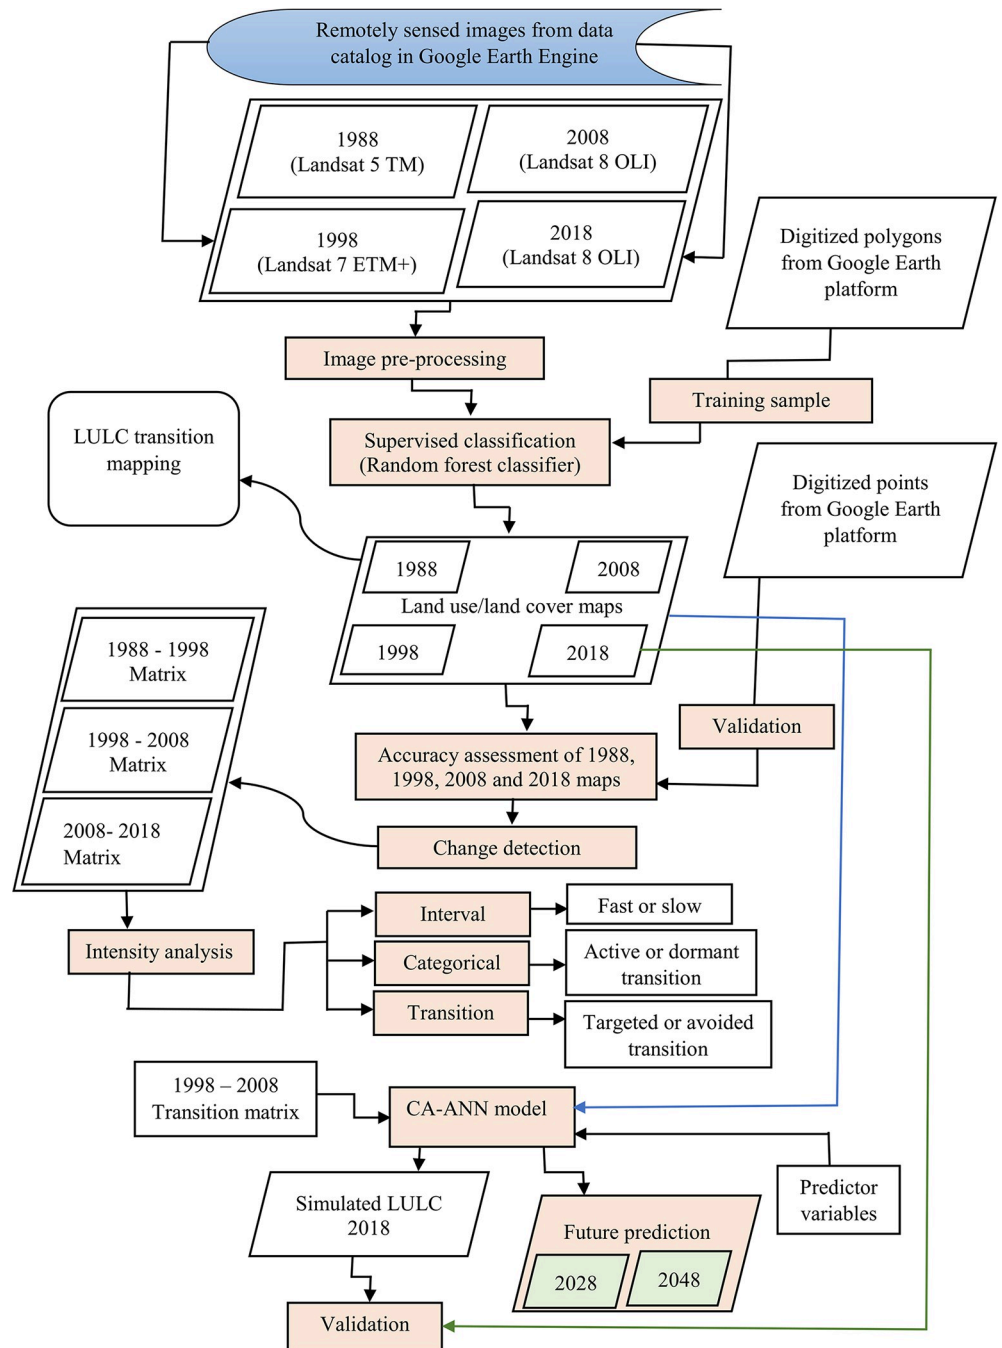 Remotely sensed images from data
catalog in Google Earth Engine
1988
(Landsat 5 TM)
2008
(Landsat 8 OLI)
1998
(Landsat 7 ETM+)
2018
(Landsat 8 OLI)
Digitized polygons
from Google Earth
platform
Image pre-processing
Training sample
LULC transition
mapping
Supervised classification
(Random forest classifier)
Digitized points
from Google Earth
platform
1988
2008
Land use/land cover maps
1998
2018
1988 - 1998
Matrix
1998 - 2008
Matrix
2008- 2018
Matrix
Validation
Accuracy assessment of 1988,
1998, 2008 and 2018 maps
Change detection
Intensity analysis
Interval
Fast or slow
Categorical
Active or dormant
transition
Transition
Targeted or avoided
transition
1998 – 2008
Transition matrix
CA-ANN model
Predictor
variables
Simulated LULC
2018
Future prediction
2028
2048
Validation